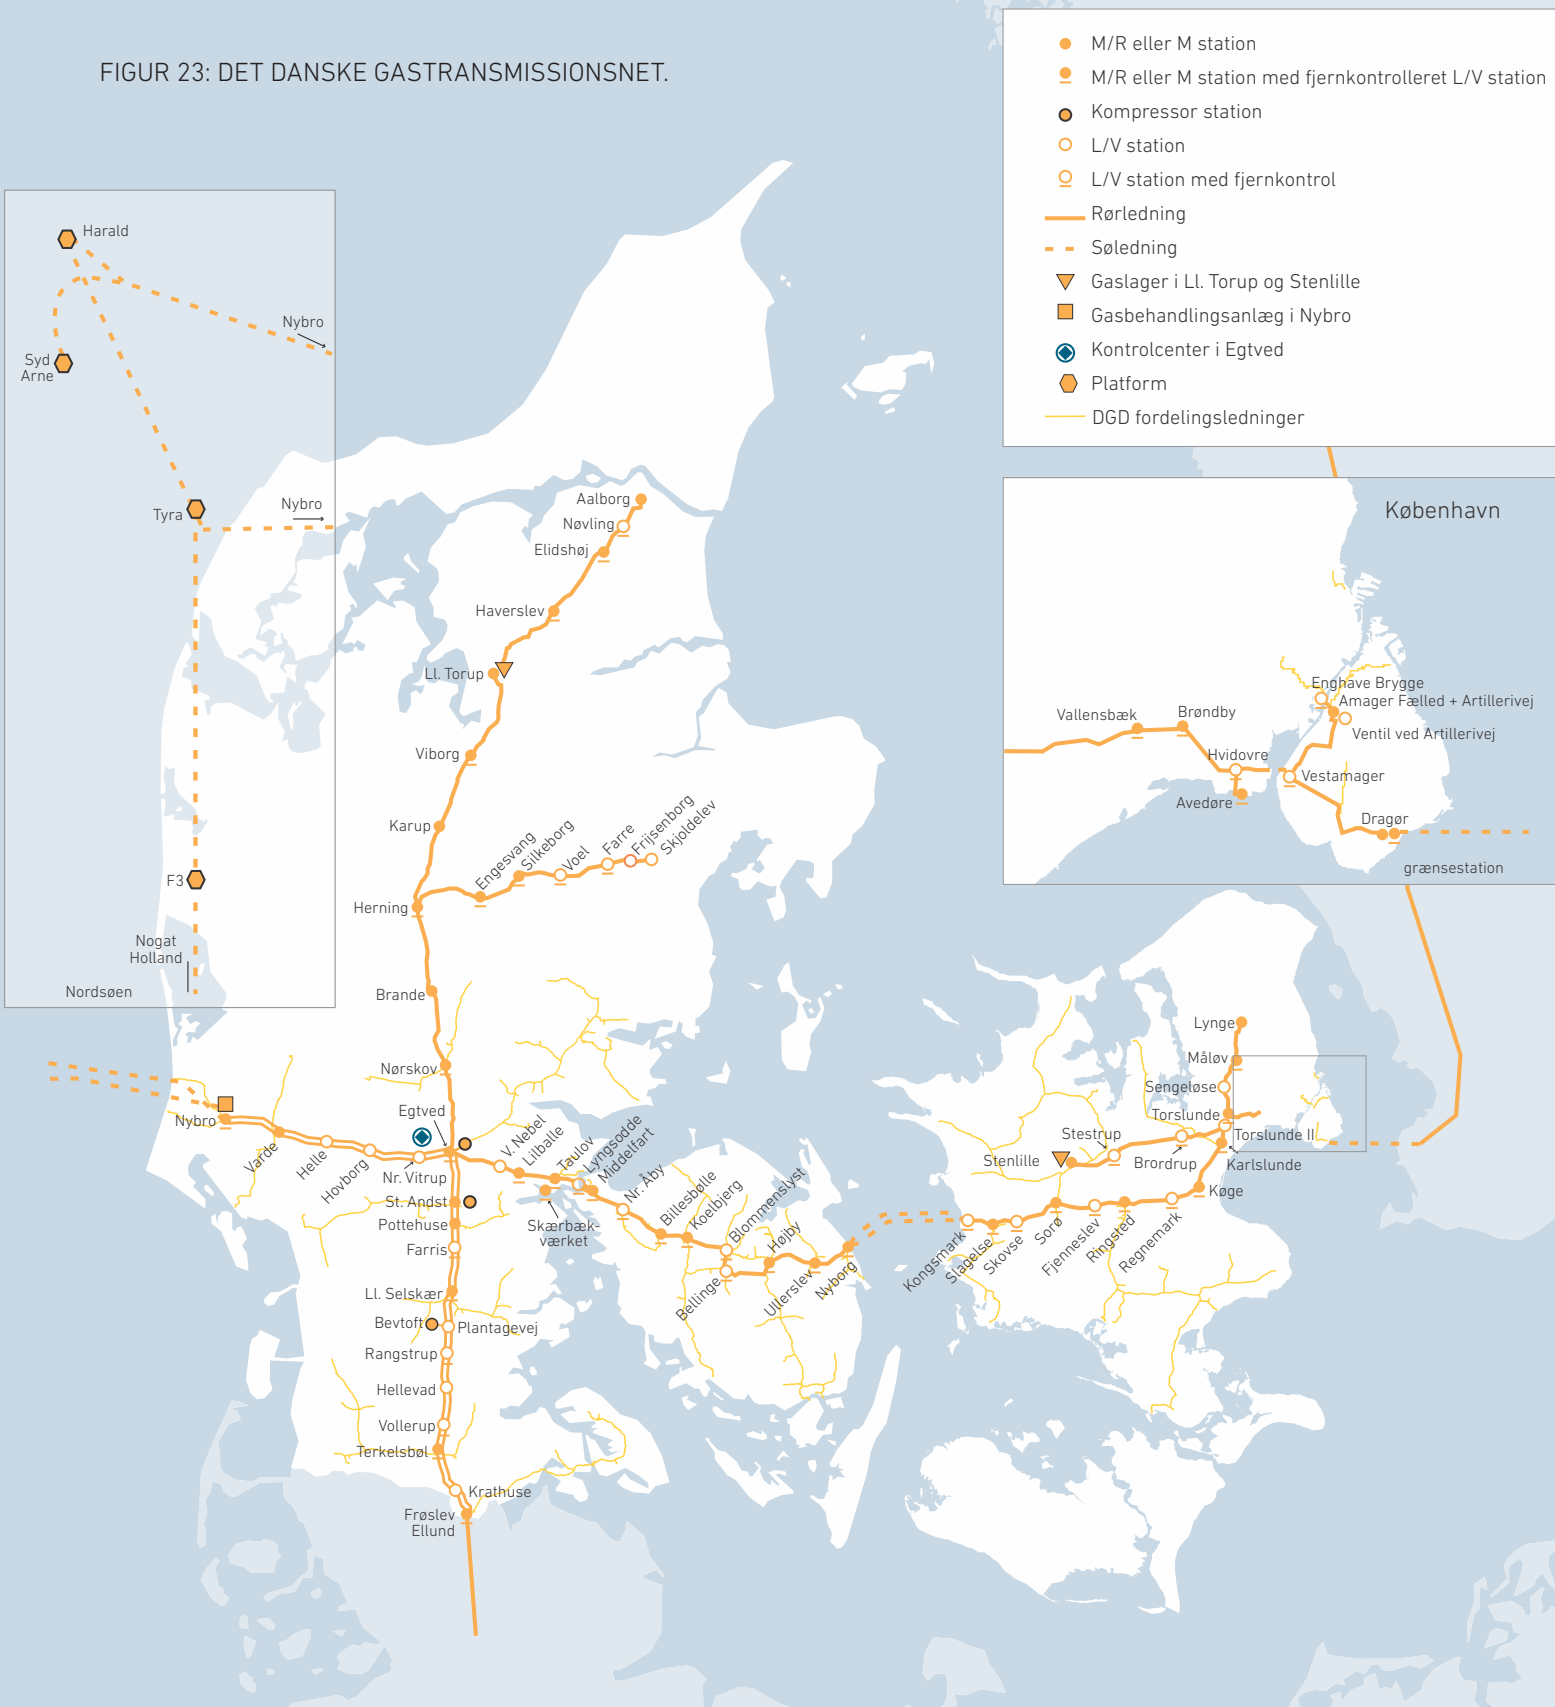 FIGUR 23: DET DANSKE GASTRANSMISSIONSNET.
M/R eller M station
M/R eller M station med fjernkontrolleret L/V station
Kompressor station
L/V station
L/V station med fjernkontrol
Rørledning
Søledning
Gaslager i Ll. Torup og Stenlille
Gasbehandlingsanlæg i Nybro
Kontrolcenter i Egtved
Platform
DGD fordelingsledninger
Harald
Nybro
Syd
Arne
Tyra
Nybro
F3
Nogat
Holland
Nordsøen
København
Enghave Brygge
Amager Fælled + Artillerivej
Ventil ved Artillerivej
Vallensbæk
Brøndby
Hvidovre
Avedøre
Vestamager
Dragør
grænsestation
Aalborg
Nøvling
Elidshøj
Haverslev
Ll. Torup
Viborg
Karup
Engesvang
Silkeborg
Voel
Farre
Frijsenborg
Skjoldelev
Herning
Brande
Nørskov
Egtved
Nybro
Varde
Helle
Hovborg
Nr. Vitrup
V. Nebel
Lilballe
Taulov
Lyngsodde
Middelfart
Skærbæk-
værket
Nr. Åby
Billesbølle
Koelbjerg
Blommenslyst
Bellinge
Højby
Ullerslev
Nyborg
St. Andst
Pottehuse
Farris
Ll. Selskær
Bevtoft
Plantagevej
Rangstrup
Hellevad
Vollerup
Terkelsbøl
Krathuse
Frøslev
Ellund
Kongsmark
Slagelse
Skovse
Sorø
Fjenneslev
Ringsted
Regnemark
Køge
Karlslunde
Torslunde II
Torslunde
Sengeløse
Måløv
Lynge
Stestrup
Stenlille
Brordrup